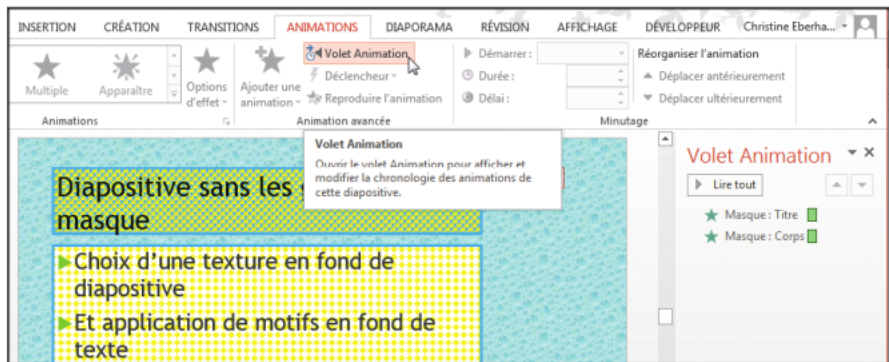 INSERTION CRÉATION TRANSITIONS ANIMATIONS DIAPORAMA RÉVISION AFFICHAGE DÉVELOPPEUR Christine Eberha...
Multiple
Apparaître
Options
d'effet
Ajouter une
animation
Volet Animation
Déclencheur
Reproduire l'animation
Démarrer :
Durée :
Délai :
Réorganiser l'animation
Déplacer antérieurement
Déplacer ultérieurement
Animations
Animation avancée
Minutage
Volet Animation
Ouvrir le volet Animation pour afficher et
modifier la chronologie des animations de
cette diapositive.
Diapositive sans les
masque
Choix d'une texture en fond de
diapositive
Et application de motifs en fond de
texte
Volet Animation
Lire tout
Masque : Titre
Masque : Corps